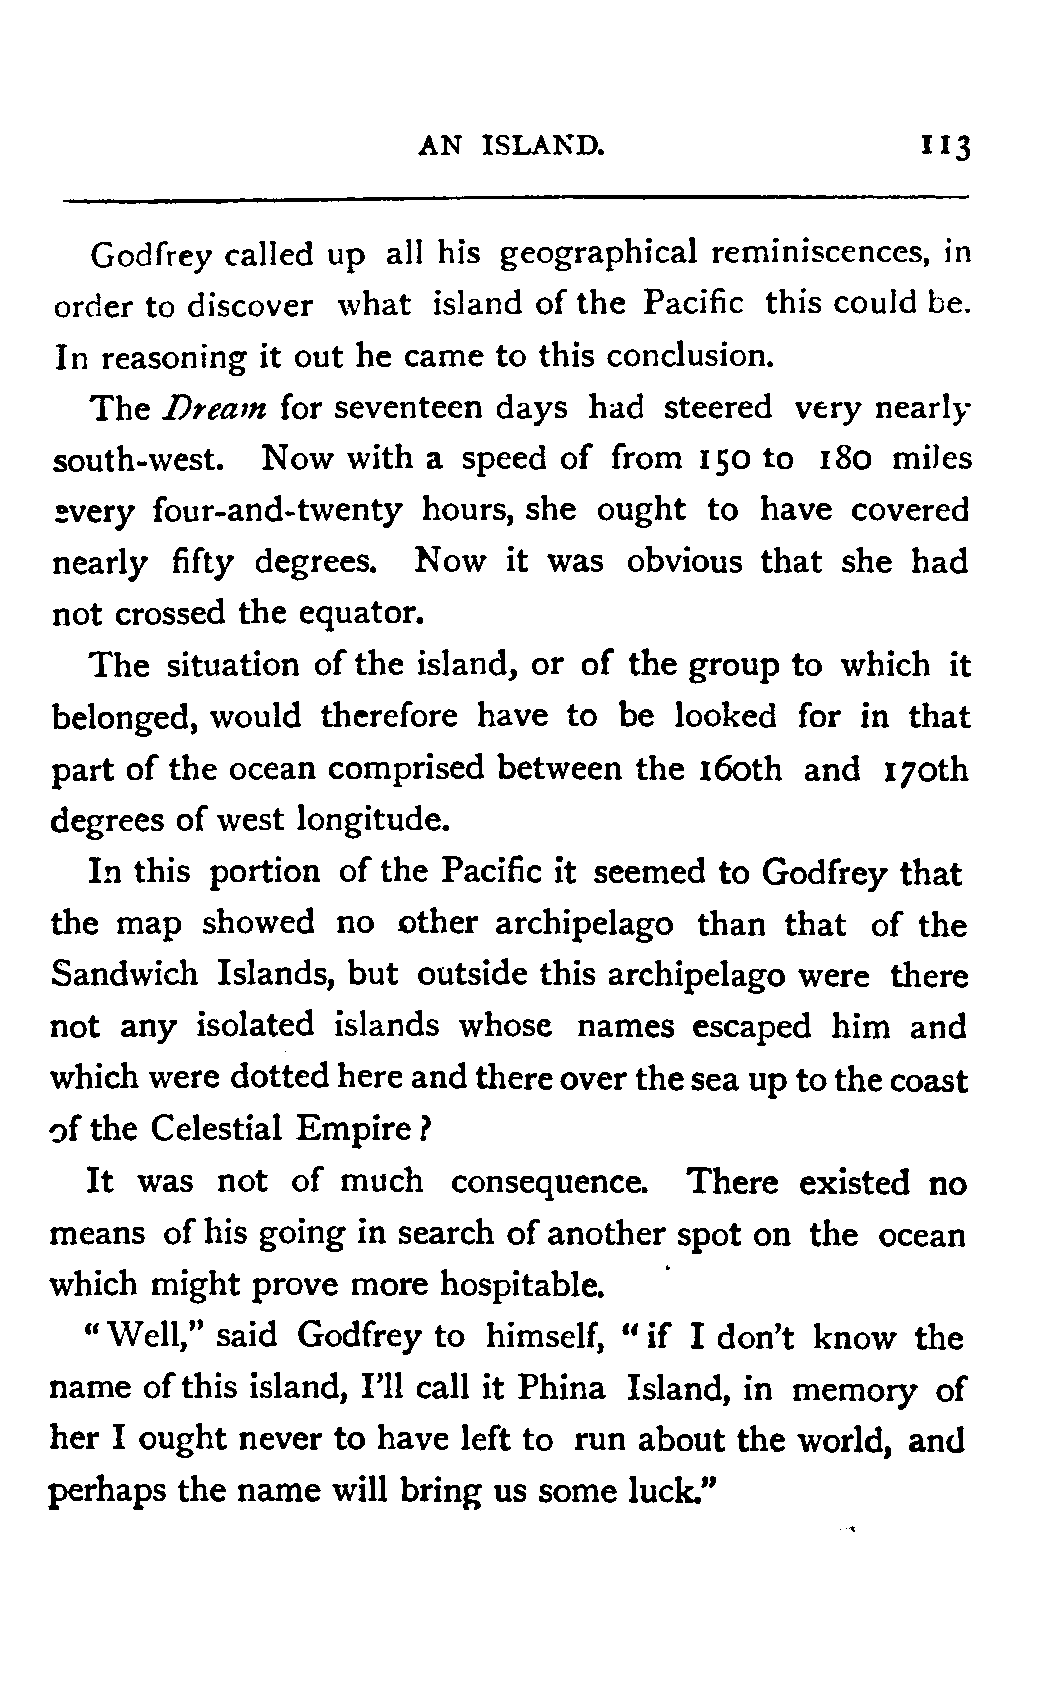 AN ISLAND. 113
Godfrey called up all his geographical reminiscences, in
order to discover what island of the Pacific this could be.
In reasoning it out he came to this conclusion.
The Dream for seventeen days had steered very nearly
south-west. Now with a speed of from 150 to 180 miles
every four-and-twenty hours, she ought to have covered
nearly fifty degrees. Now it was obvious that she had
not crossed the equator.
The situation of the island, or of the group to which it
belonged, would therefore have to be looked for in that
part of the ocean comprised between the 160th and 170th
degrees of west longitude.
In this portion of the Pacific it seemed to Godfrey that
the map showed no other archipelago than that of the
Sandwich Islands, but outside this archipelago were there
not any isolated islands whose names escaped him and
which were dotted here and there over the sea up to the coast
of the Celestial Empire?
It was not of much consequence. There existed no
means of his going in search of another spot on the ocean
which might prove more hospitable.
"Well," said Godfrey to himself, "if I don't know the
name of this island, I'll call it Phina Island, in memory of
her I ought never to have left to run about the world, and
perhaps the name will bring us some luck."